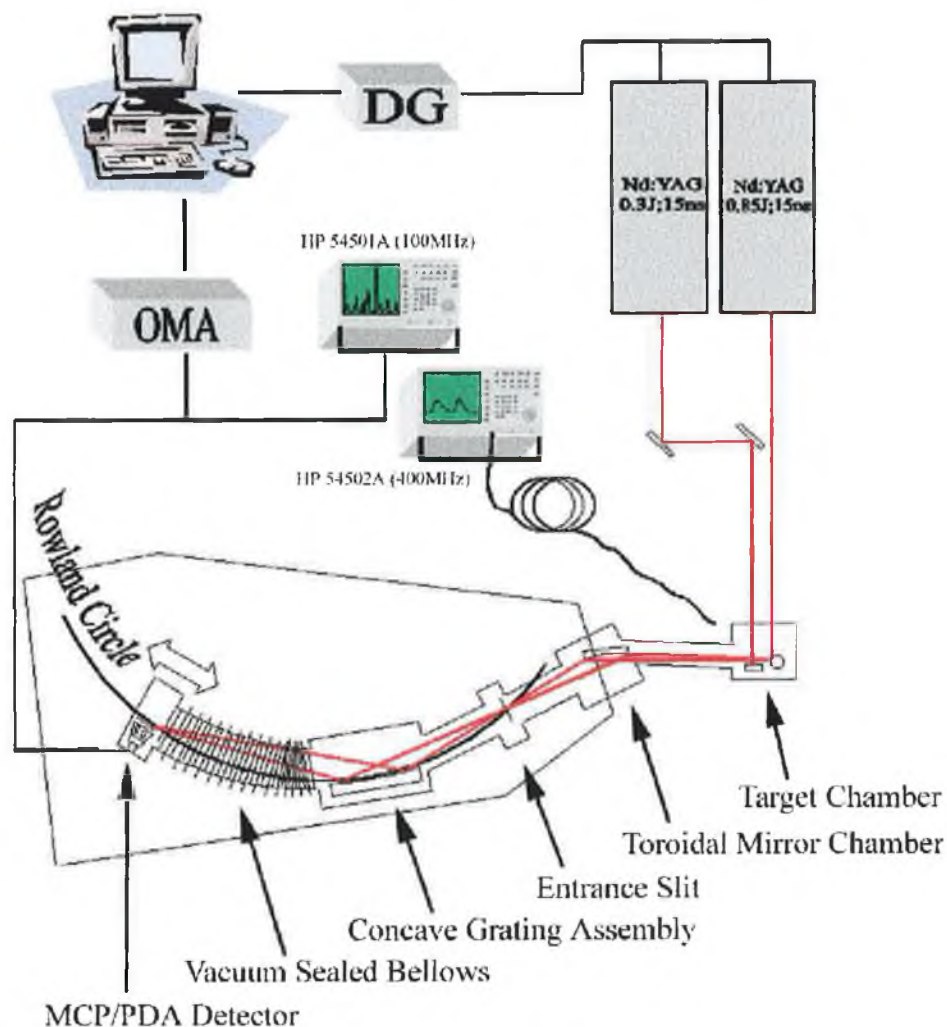 DG
Nd:YAG
0.3J;15ns
Nd:YAG
0.85J;15ns
HP 54501A (100MHz)
OMA
HP 54502A (400MHz)
Rowland Circle
Target Chamber
Toroidal Mirror Chamber
Entrance Slit
Concave Grating Assembly
Vacuum Sealed Bellows
MCP/PDA Detector